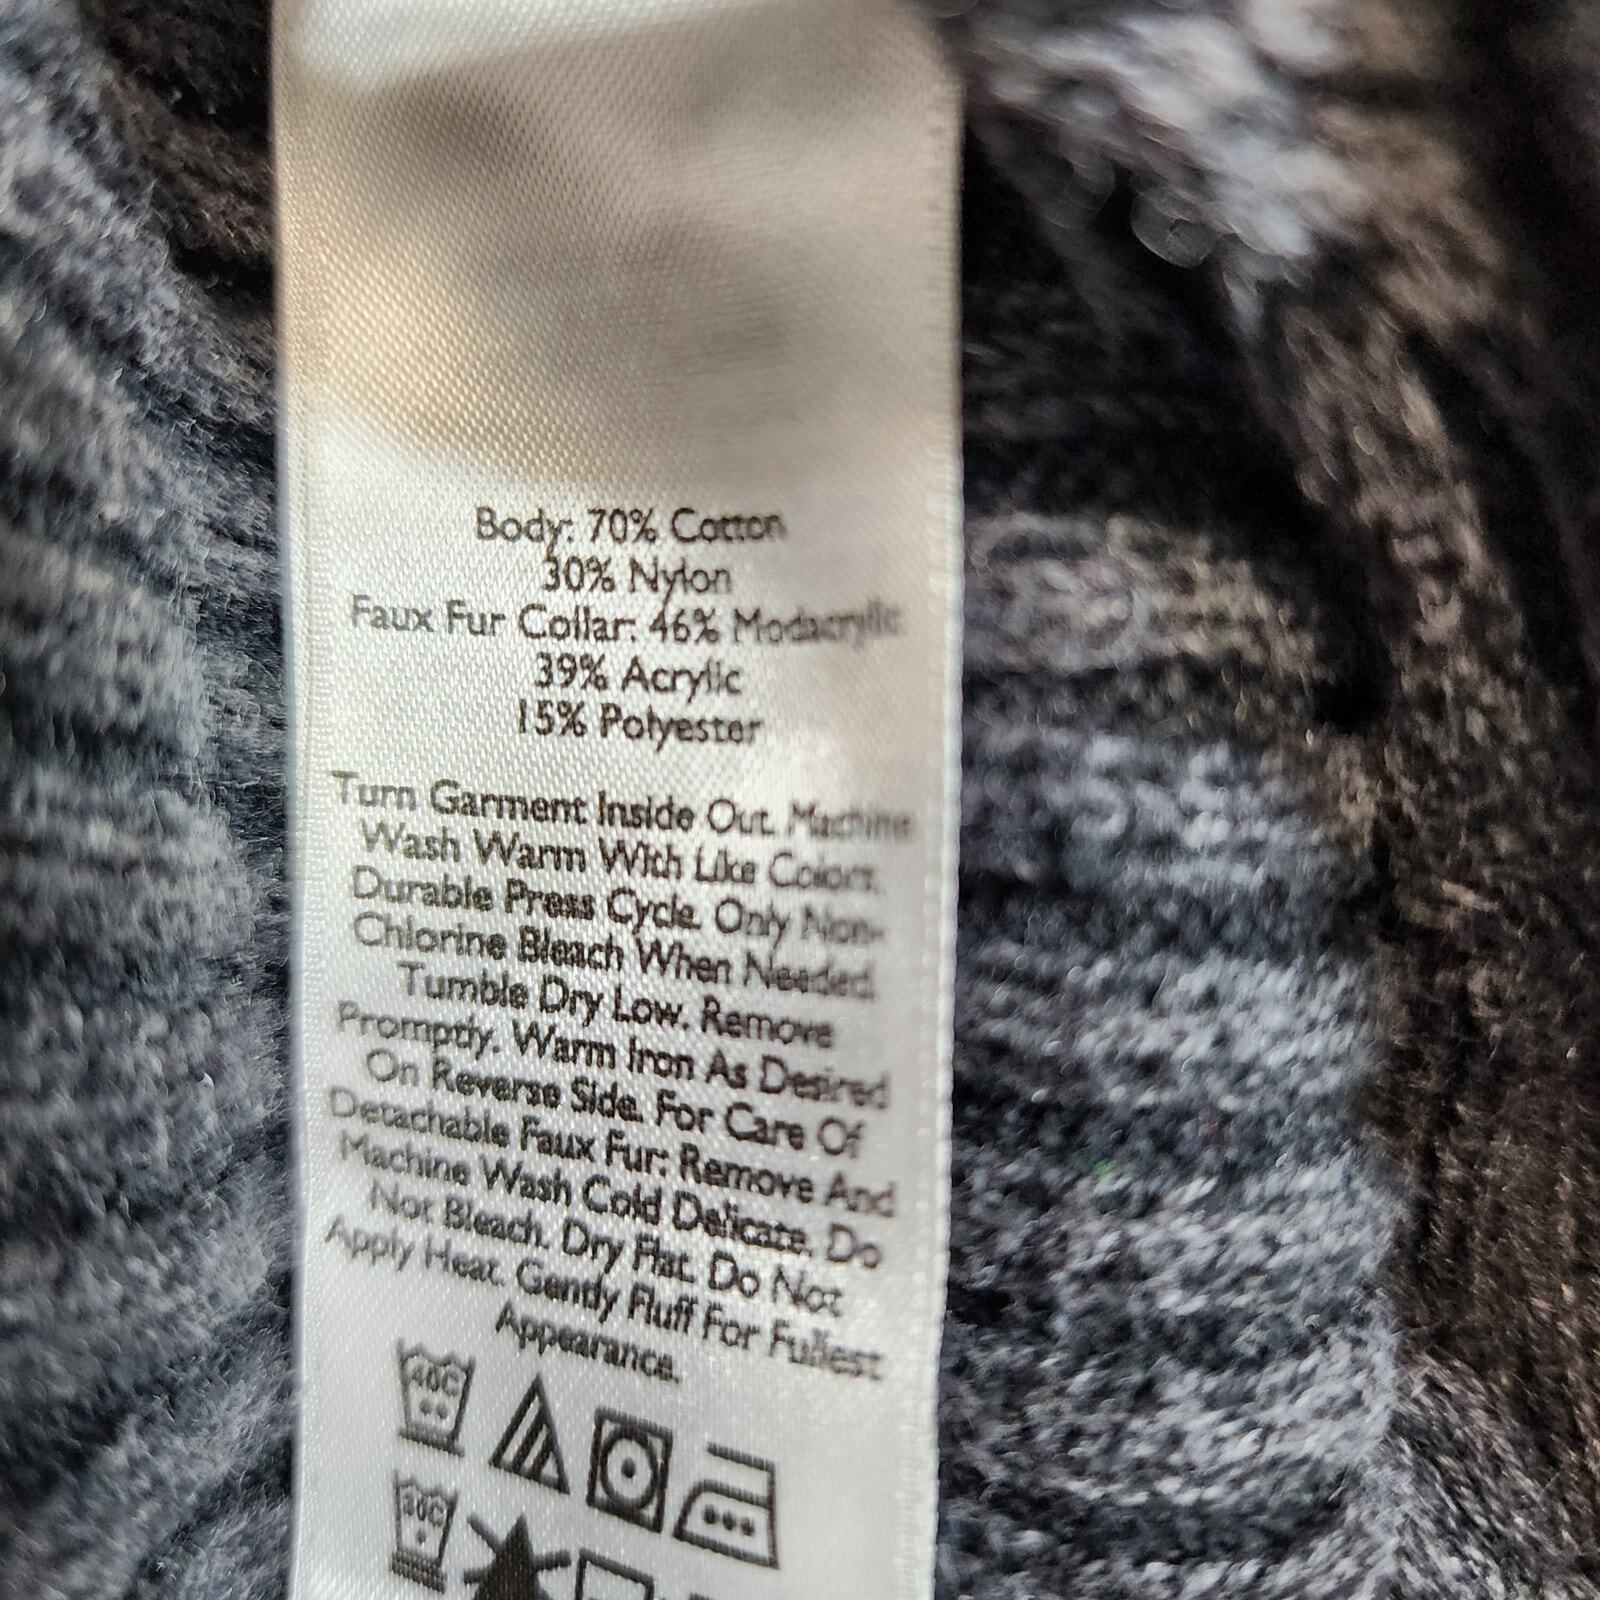 Body: 70% Cotton
30% Nylon
Faux Fur Collar: 46% Modacrylic
39% Acrylic
15% Polyester
Turn Garment Inside Out. Machine
Wash Warm With Like Colors.
Durable Press Cycle. Only Non-
Chlorine Bleach When Needed.
Tumble Dry Low. Remove
Promptly. Warm Iron As Desired
On Reverse Side. For Care Of
Detachable Faux Fur: Remove And
Machine Wash Cold Delicate. Do
Not Bleach. Dry Flat. Do Not
Apply Heat. Gently Fluff For Fullest
Appearance.
40C
30C